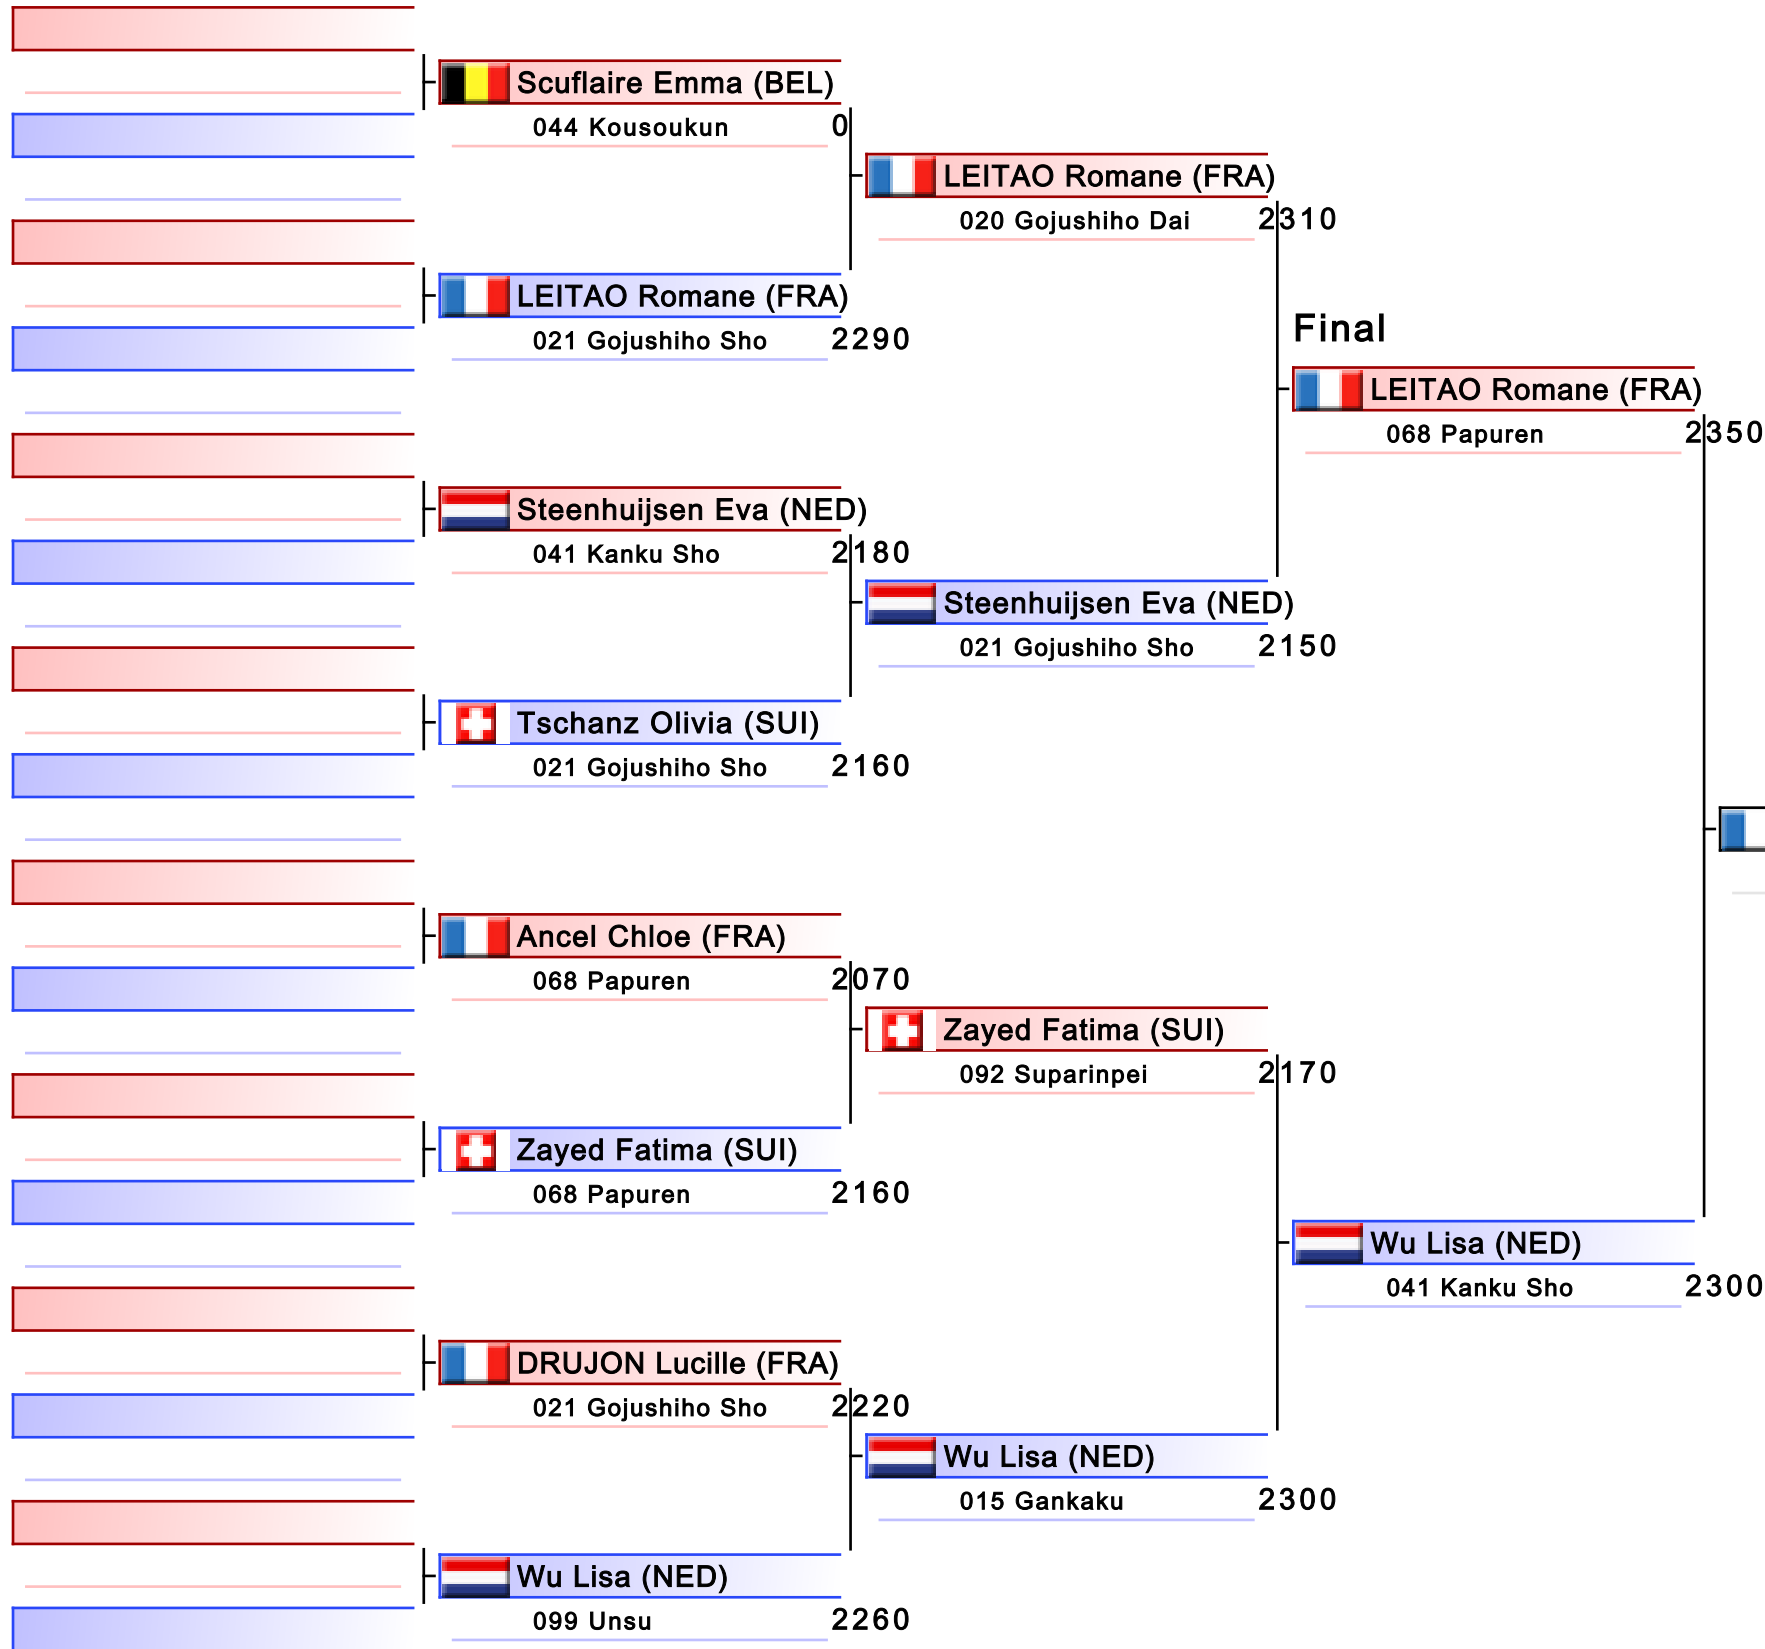 Scuflaire Emma (BEL)
044 Kousoukun 0
LEITAO Romane (FRA)
020 Gojushiho Dai 2310
LEITAO Romane (FRA)
021 Gojushiho Sho 2290
Final
LEITAO Romane (FRA)
068 Papuren 2350
Steenhuijsen Eva (NED)
041 Kanku Sho 2180
Steenhuijsen Eva (NED)
021 Gojushiho Sho 2150
Tschanz Olivia (SUI)
021 Gojushiho Sho 2160
Ancel Chloe (FRA)
068 Papuren 2070
Zayed Fatima (SUI)
092 Suparinpei 2170
Zayed Fatima (SUI)
068 Papuren 2160
Wu Lisa (NED)
041 Kanku Sho 2300
DRUJON Lucille (FRA)
021 Gojushiho Sho 2220
Wu Lisa (NED)
015 Gankaku 2300
Wu Lisa (NED)
099 Unsu 2260